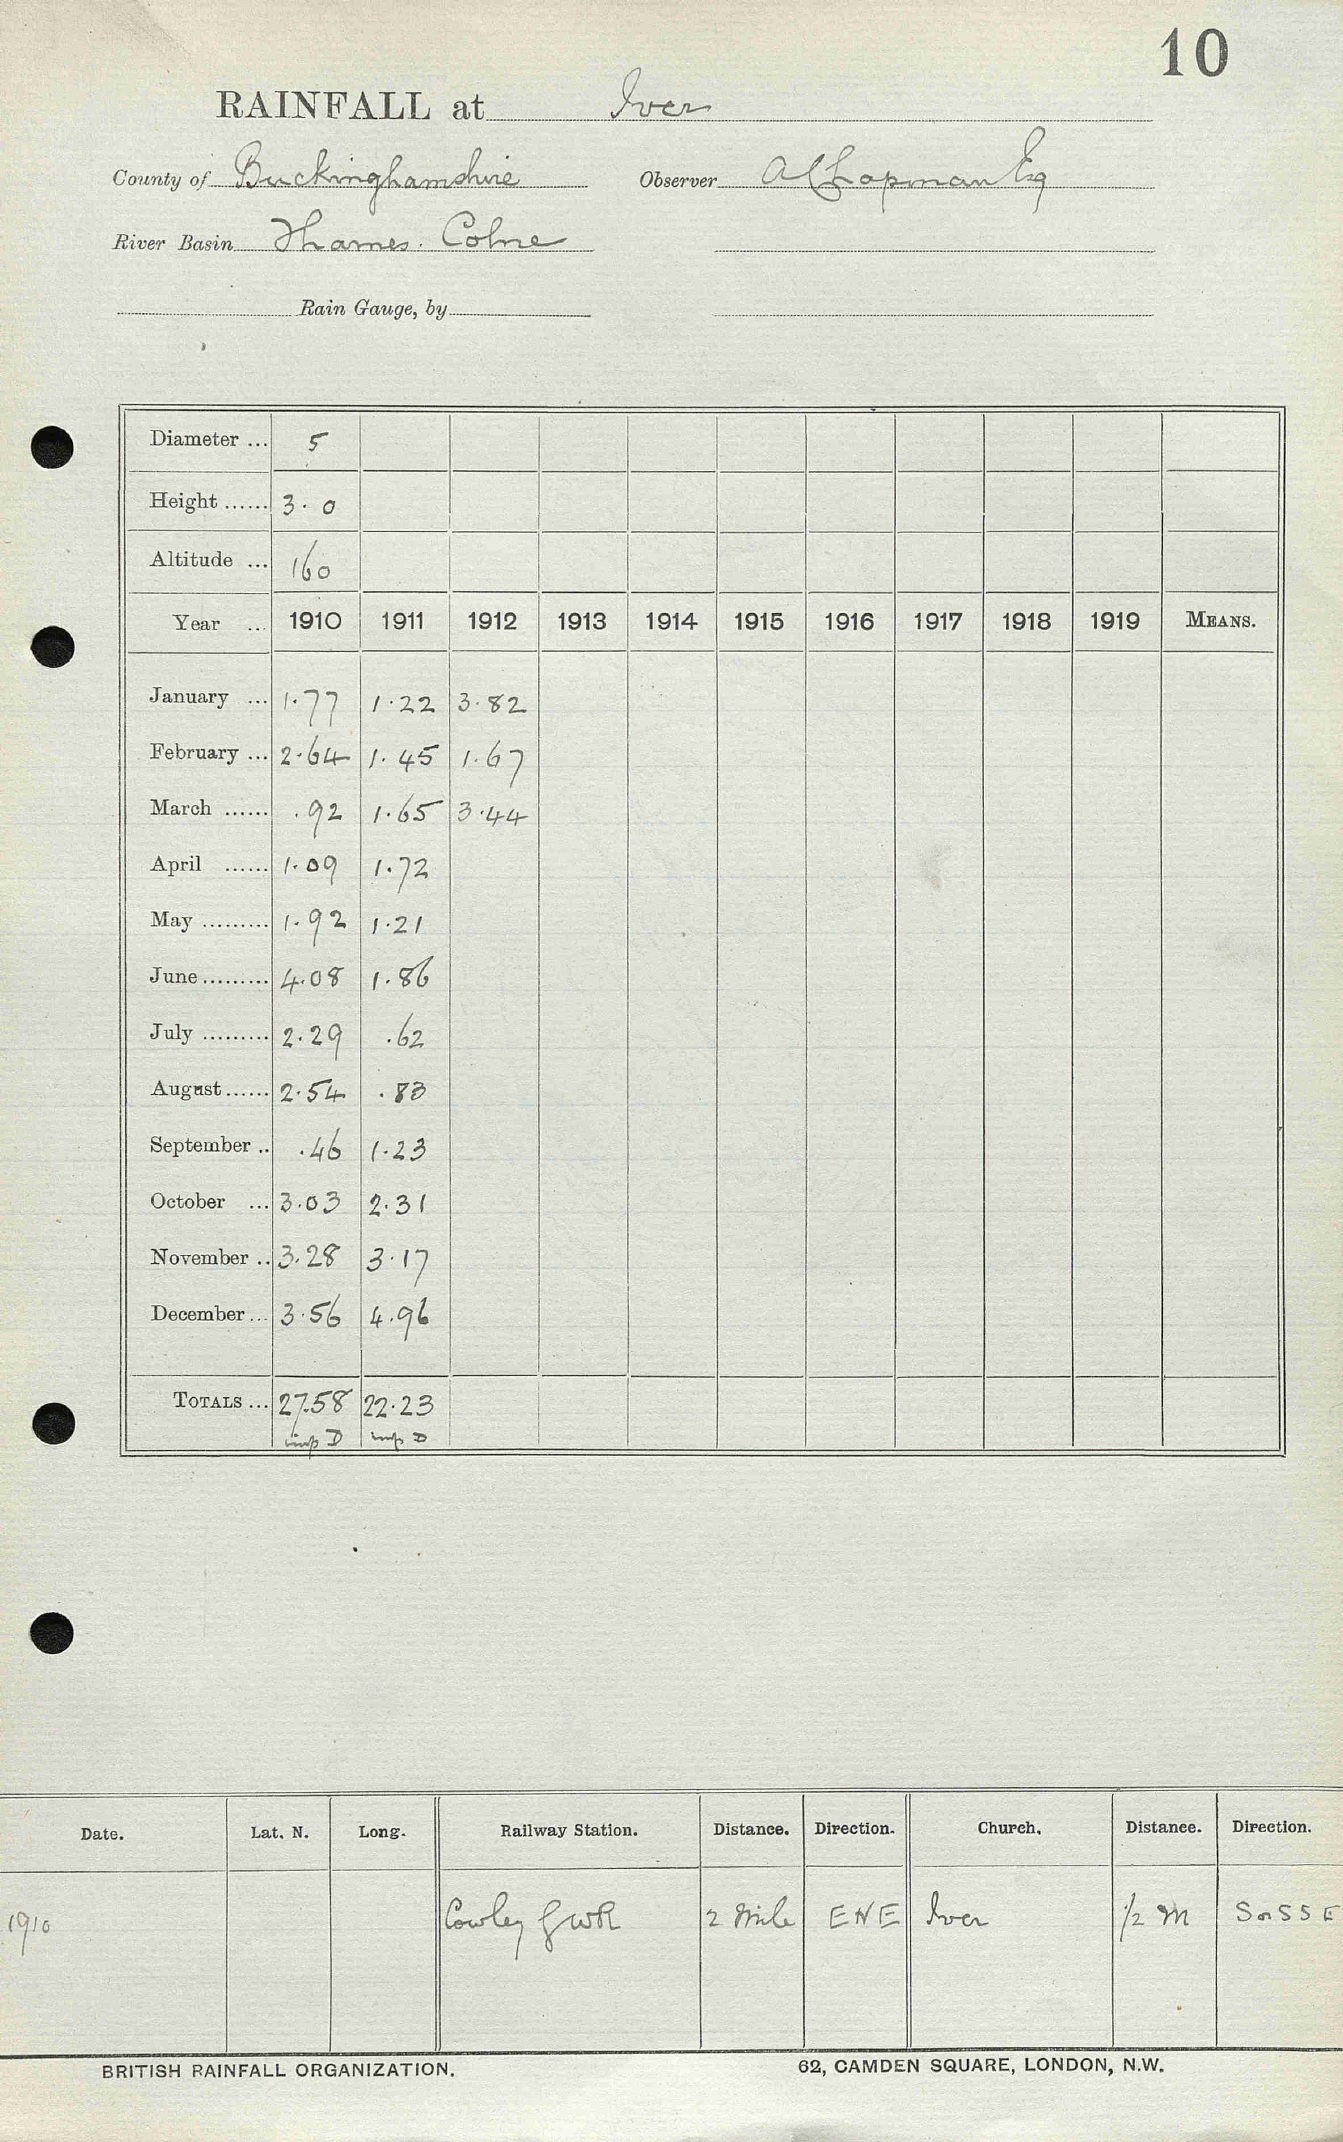 10
RAINFALL at Iver
County of Buckinghamshire Observer A Chapman Esq
River Basin Thames. Colne
Rain Gauge, by
Diameter ... 5
Height ...... 3. 0
Altitude ... 160
Year ... 1910 1911 1912 1913 1914 1915 1916 1917 1918 1919 MEANS.
January ... 1.77 1.22 3.82
February ... 2.64 1.45 1.67
March ...... .92 1.65 3.44
April ...... 1.09 1.72
May ......... 1.92 1.21
June ......... 4.08 1.86
July ......... 2.29 .62
August ...... 2.54 .83
September .. .46 1.23
October ... 3.03 2.31
November .. 3.28 3.17
December ... 3.56 4.96
TOTALS ... 27.58 22.23
imp D imp D
Date. Lat. N. Long. Railway Station. Distance. Direction. Church. Distance. Direction.
1910 Cowley GWR 2 Mile ENE Iver 1/2 M S or SSE
BRITISH RAINFALL ORGANIZATION. 62, CAMDEN SQUARE, LONDON, N.W.